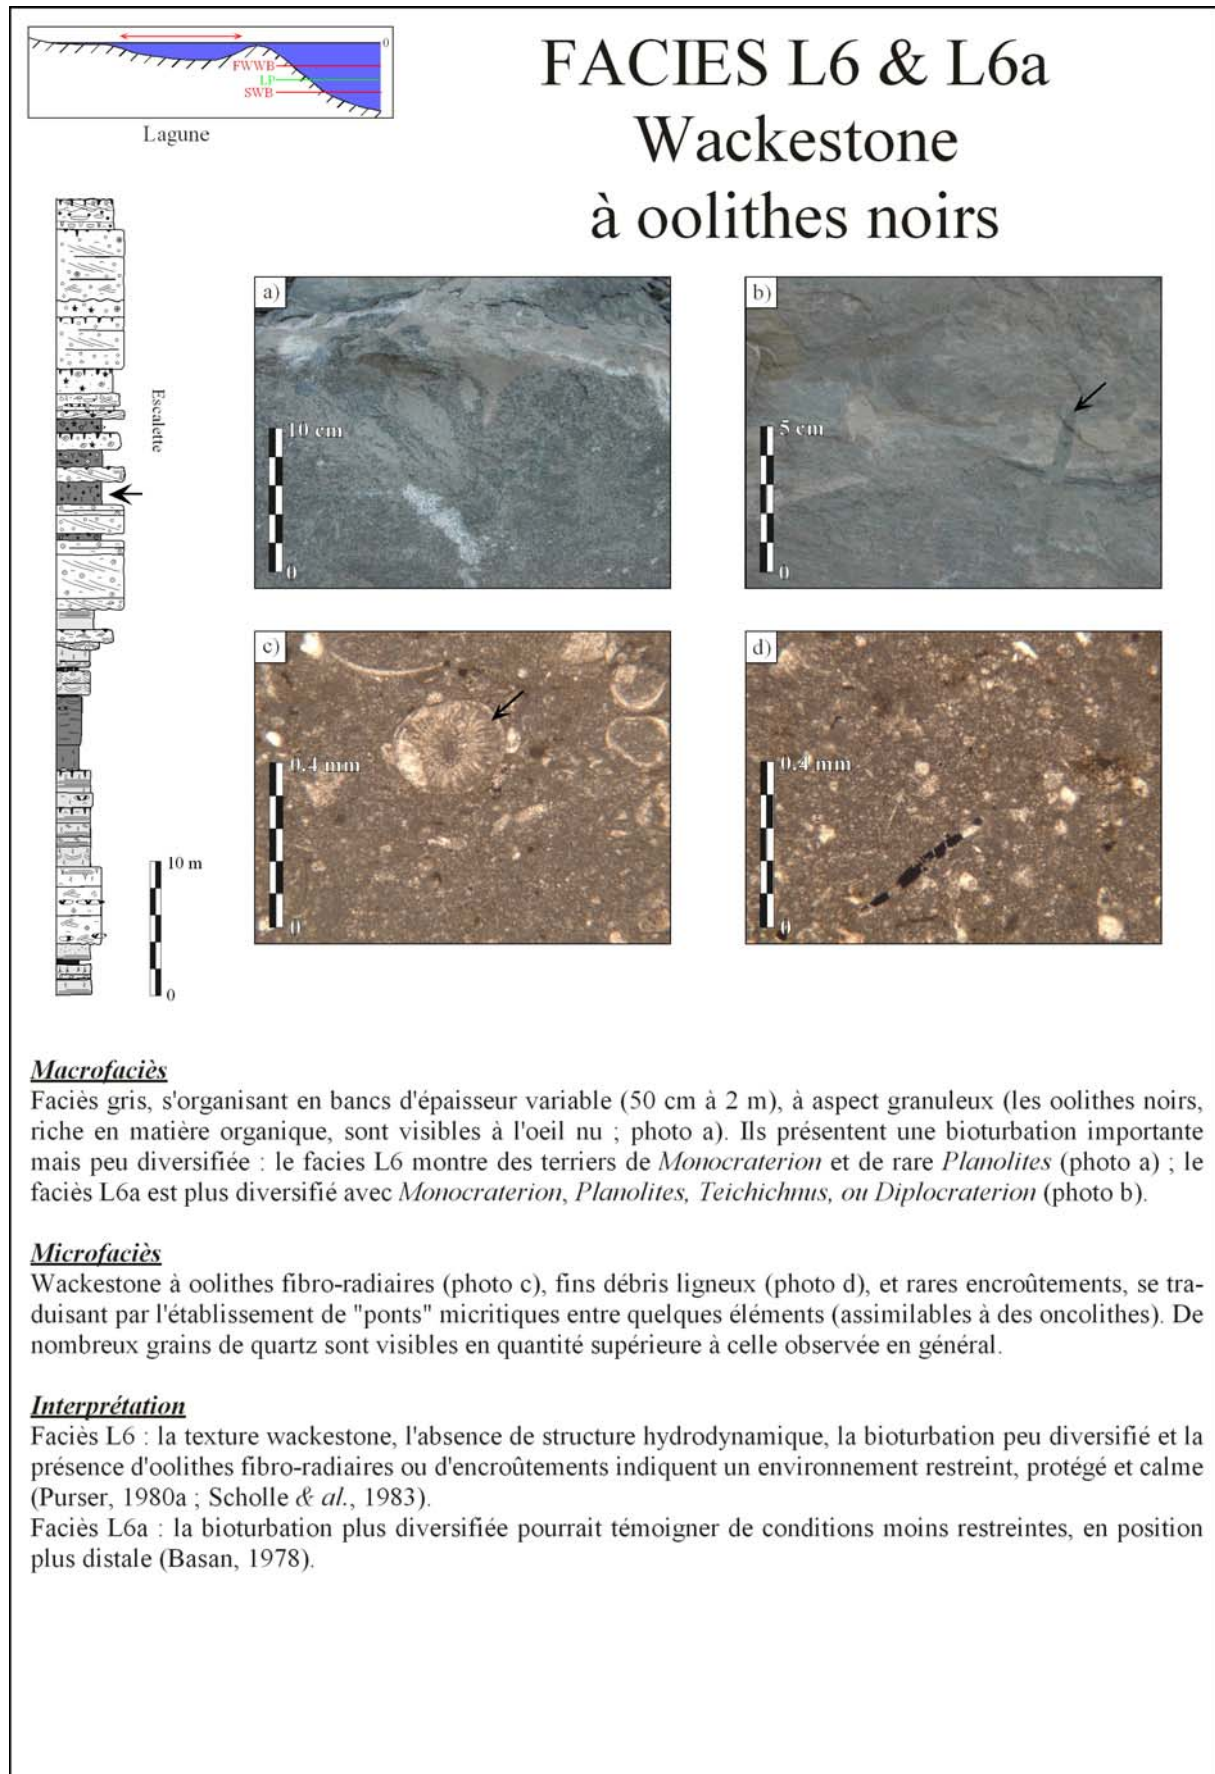 0
FWWB
LP
SWB
Lagune
FACIES L6 & L6a
Wackestone
à oolithes noirs
Escalette
10 m
0
a)
10 cm
0
b)
5 cm
0
c)
0.4 mm
0
d)
0.4 mm
0
Macrofaciès
Faciès gris, s'organisant en bancs d'épaisseur variable (50 cm à 2 m), à aspect granuleux (les oolithes noirs,
riche en matière organique, sont visibles à l'oeil nu ; photo a). Ils présentent une bioturbation importante
mais peu diversifiée : le facies L6 montre des terriers de Monocraterion et de rare Planolites (photo a) ; le
faciès L6a est plus diversifié avec Monocraterion, Planolites, Teichichnus, ou Diplocraterion (photo b).
Microfaciès
Wackestone à oolithes fibro-radiaires (photo c), fins débris ligneux (photo d), et rares encroûtements, se tra-
duisant par l'établissement de "ponts" micritiques entre quelques éléments (assimilables à des oncolithes). De
nombreux grains de quartz sont visibles en quantité supérieure à celle observée en général.
Interprétation
Faciès L6 : la texture wackestone, l'absence de structure hydrodynamique, la bioturbation peu diversifié et la
présence d'oolithes fibro-radiaires ou d'encroûtements indiquent un environnement restreint, protégé et calme
(Purser, 1980a ; Scholle & al., 1983).
Faciès L6a : la bioturbation plus diversifiée pourrait témoigner de conditions moins restreintes, en position
plus distale (Basan, 1978).